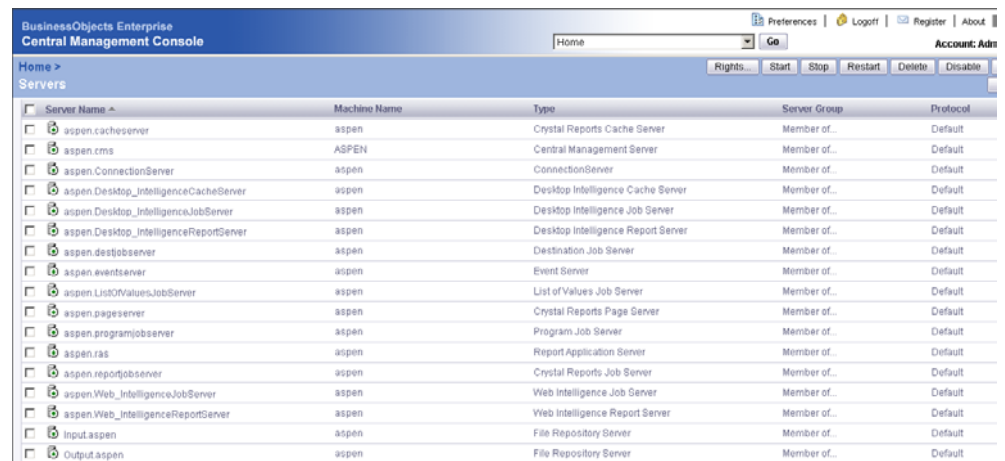 BusinessObjects Enterprise
Central Management Console
Preferences | Logoff | Register | About
Home Go
Account:
Home >
Servers
Rights... Start Stop Restart Delete Disable
Server Name Machine Name Type Server Group Protocol
aspen.cacheserver aspen Crystal Reports Cache Server Member of... Default
aspen.cms ASPEN Central Management Server Member of... Default
aspen.ConnectionServer aspen ConnectionServer Member of... Default
aspen.Desktop_IntelligenceCacheServer aspen Desktop Intelligence Cache Server Member of... Default
aspen.Desktop_IntelligenceJobServer aspen Desktop Intelligence Job Server Member of... Default
aspen.Desktop_IntelligenceReportServer aspen Desktop Intelligence Report Server Member of... Default
aspen.destjobserver aspen Destination Job Server Member of... Default
aspen.eventserver aspen Event Server Member of... Default
aspen.ListOfValuesJobServer aspen List of Values Job Server Member of... Default
aspen.pageserver aspen Crystal Reports Page Server Member of... Default
aspen.programjobserver aspen Program Job Server Member of... Default
aspen.ras aspen Report Application Server Member of... Default
aspen.reportjobserver aspen Crystal Reports Job Server Member of... Default
aspen.Web_IntelligenceJobServer aspen Web Intelligence Job Server Member of... Default
aspen.Web_IntelligenceReportServer aspen Web Intelligence Report Server Member of... Default
Input.aspen aspen File Repository Server Member of... Default
Output.aspen aspen File Repository Server Member of... Default